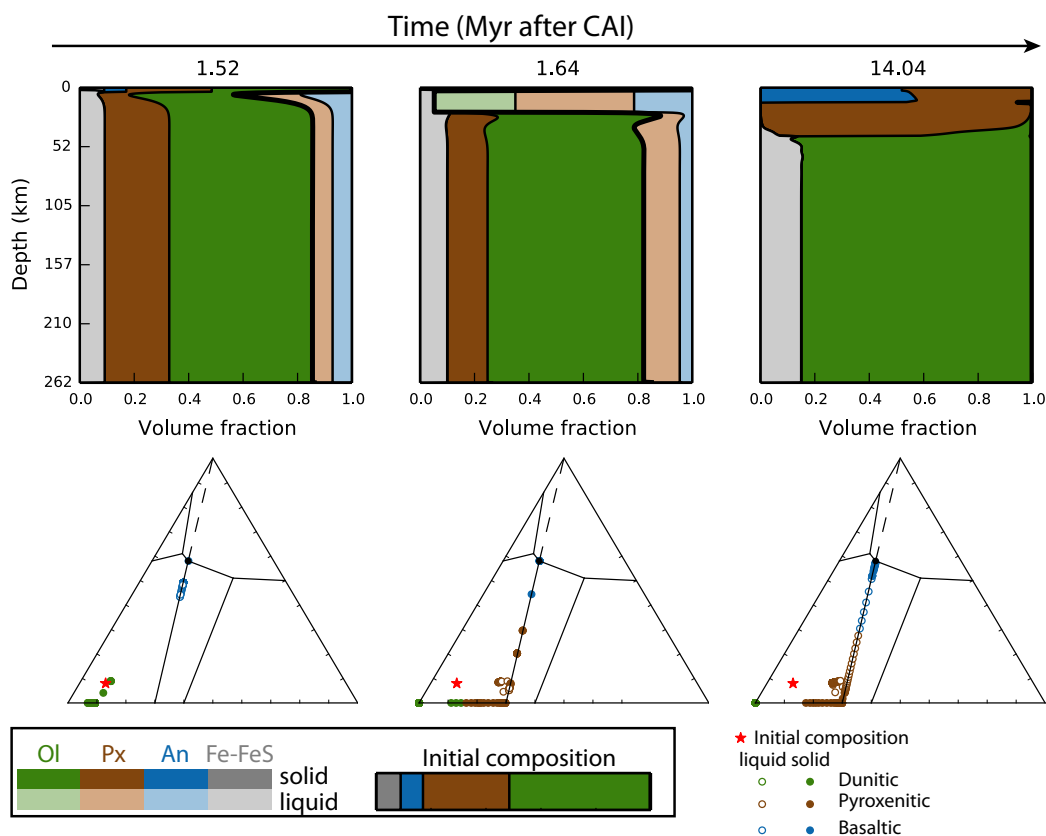 Time (Myr after CAI)
1.52 1.64 14.04
0
52
105
157
210
262
Depth (km)
0.0 0.2 0.4 0.6 0.8 1.0 0.0 0.2 0.4 0.6 0.8 1.0 0.0 0.2 0.4 0.6 0.8 1.0
Volume fraction Volume fraction Volume fraction
Ol Px An Fe-FeS
solid
liquid
Initial composition
Initial composition
liquid solid
Dunitic
Pyroxenitic
Basaltic